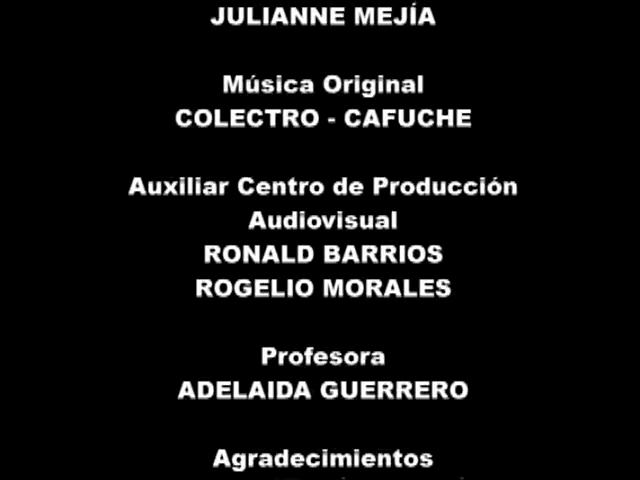 JULIANNE MEJÍA
Música Original
COLECTRO - CAFUCHE
Auxiliar Centro de Producción
Audiovisual
RONALD BARRIOS
ROGELIO MORALES
Profesora
ADELAIDA GUERRERO
Agradecimientos